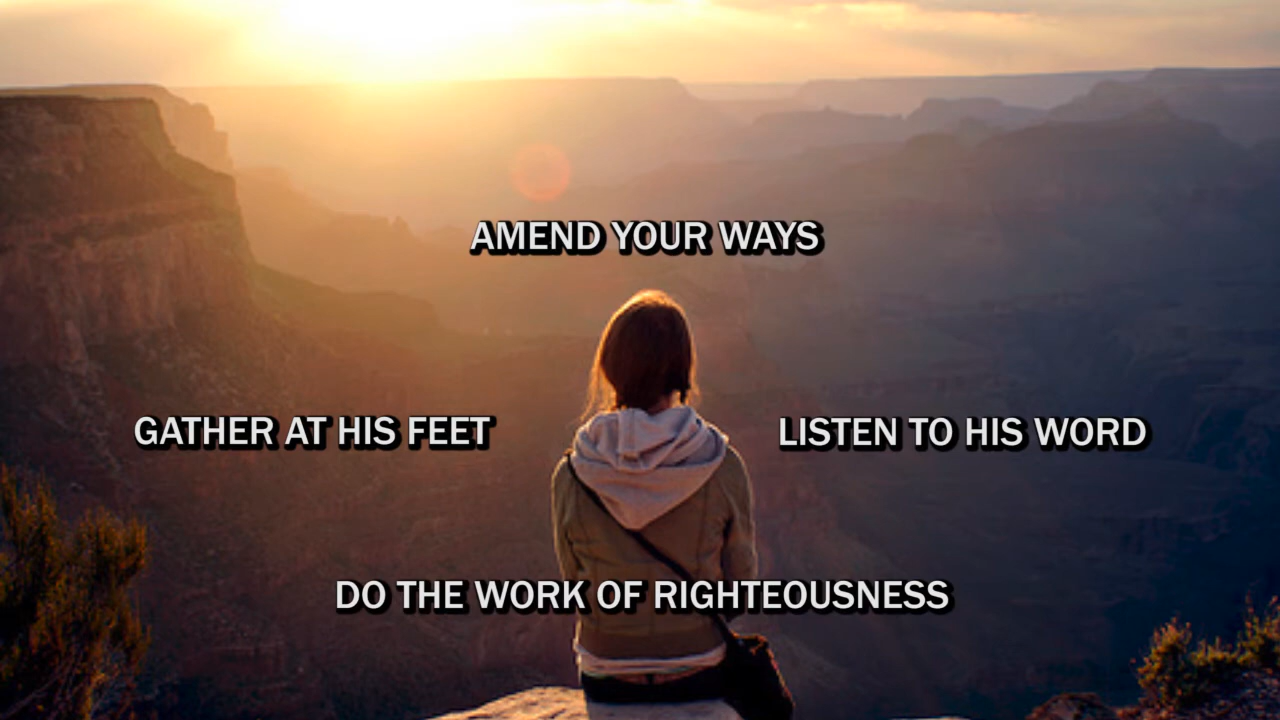 AMEND YOUR WAYS
GATHER AT HIS FEET
LISTEN TO HIS WORD
DO THE WORK OF RIGHTEOUSNESS